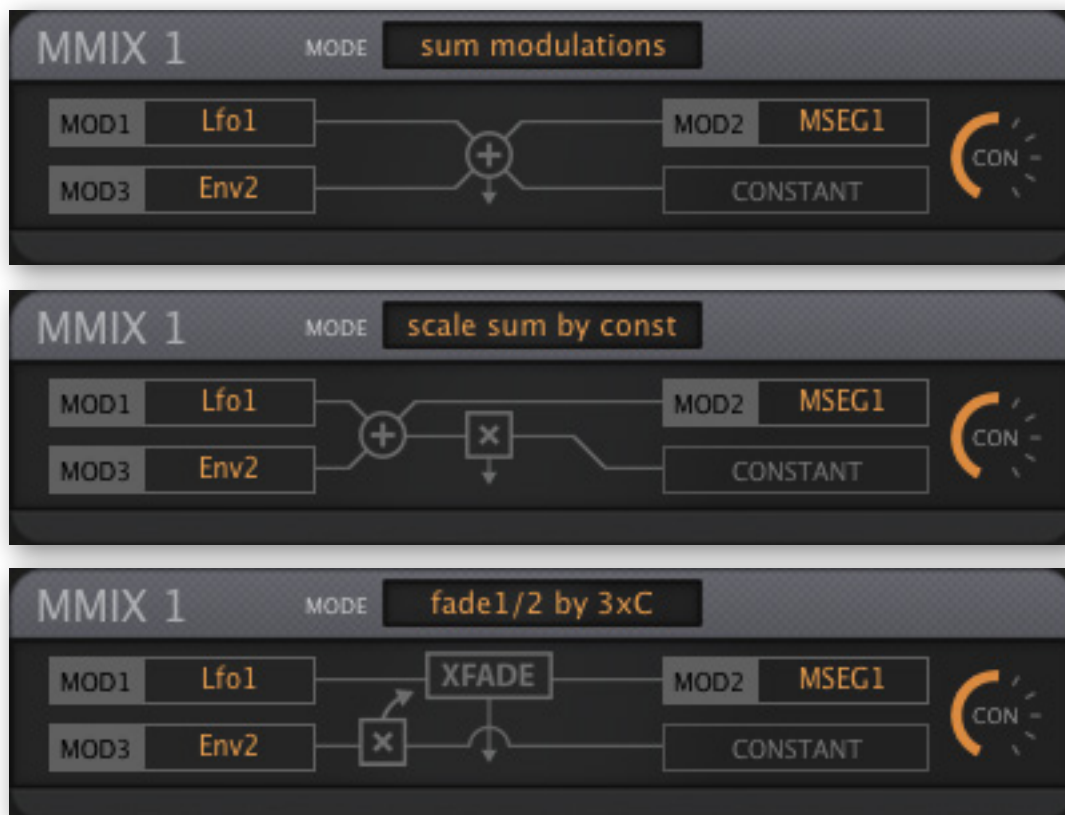 MMIX 1 MODE sum modulations
MOD1 Lfo1 MOD2 MSEG1
CON
MOD3 Env2 CONSTANT
MMIX 1 MODE scale sum by const
MOD1 Lfo1 MOD2 MSEG1
CON
MOD3 Env2 CONSTANT
MMIX 1 MODE fade1/2 by 3xC
MOD1 Lfo1 XFADE MOD2 MSEG1
CON
MOD3 Env2 CONSTANT